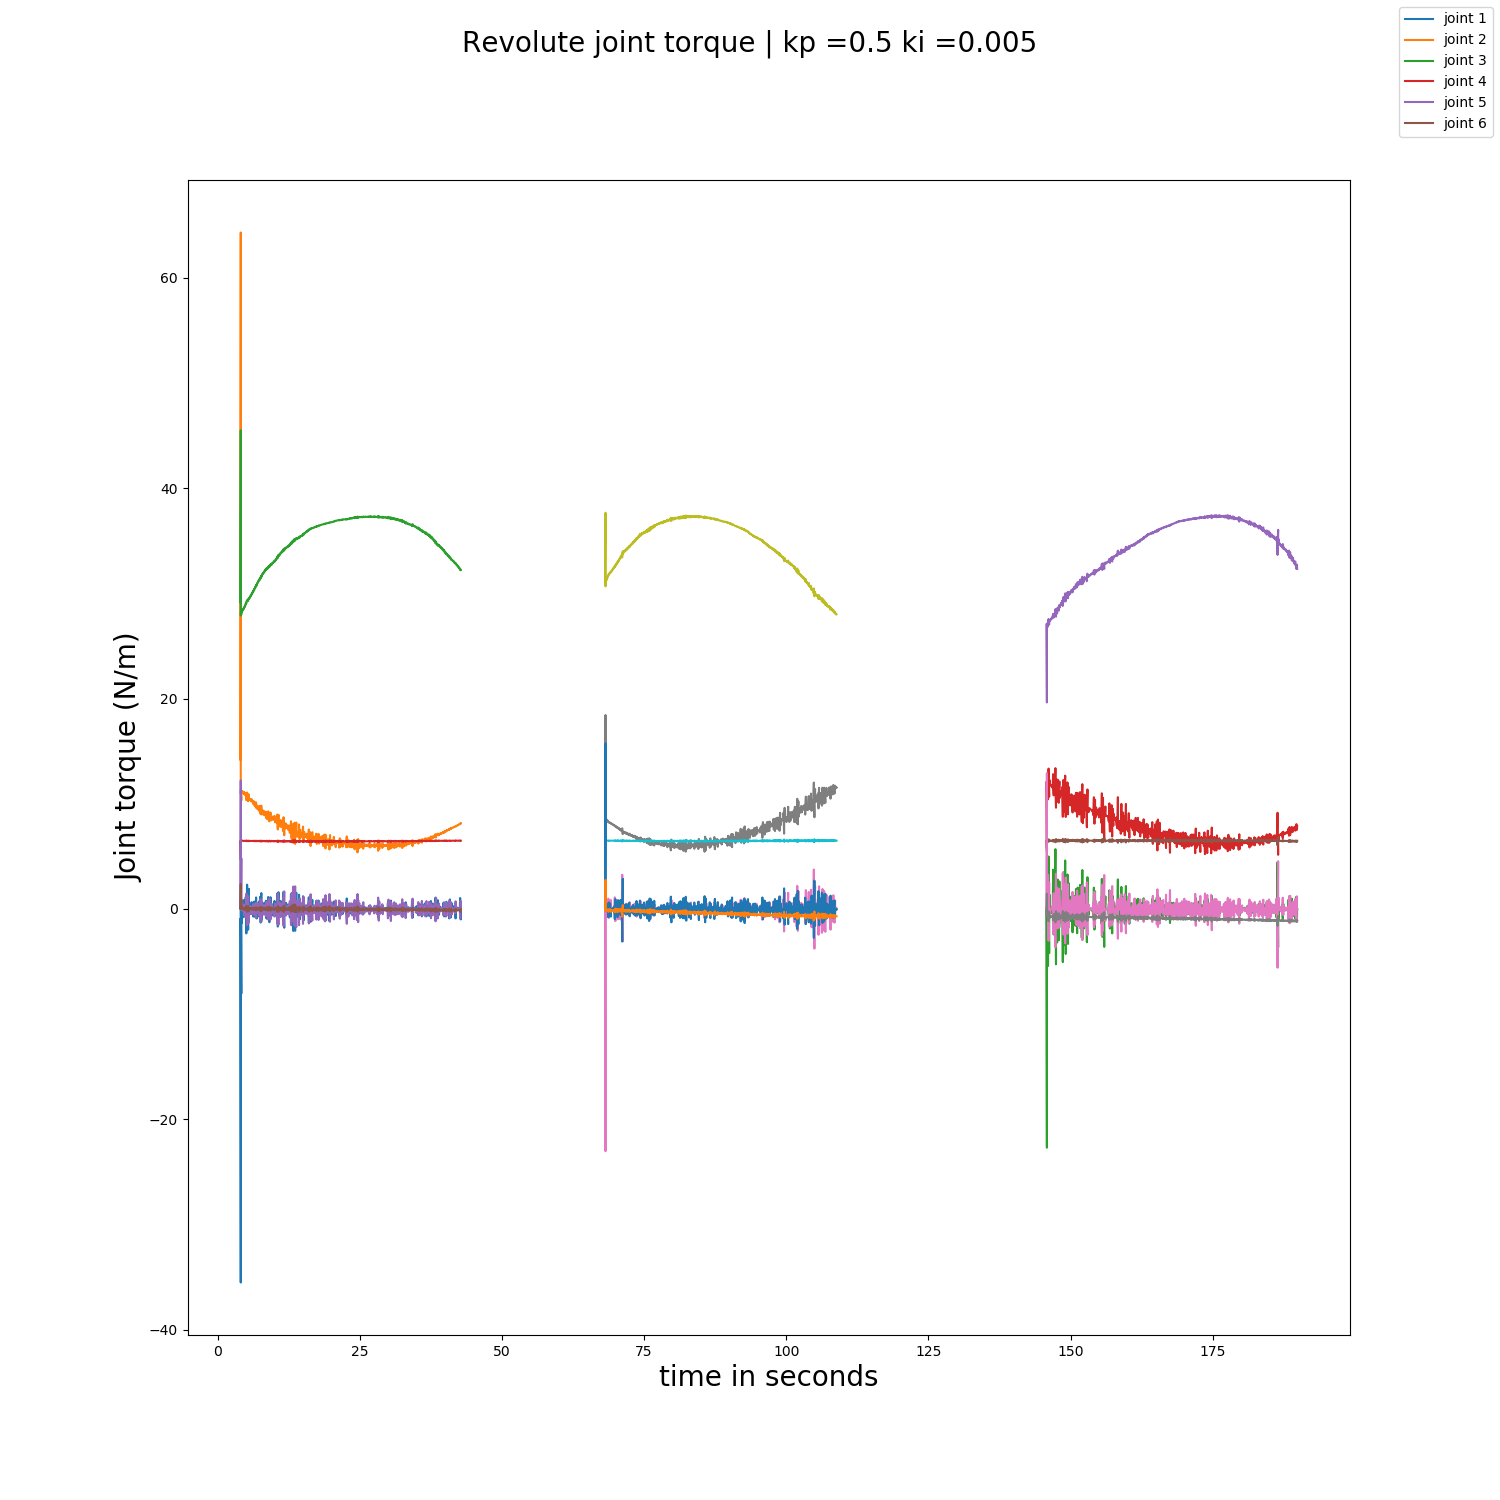 Revolute joint torque | kp =0.5 ki =0.005
joint 1
joint 2
joint 3
joint 4
joint 5
joint 6
Joint torque (N/m)
60
40
20
0
−20
−40
0 25 50 75 100 125 150 175
time in seconds